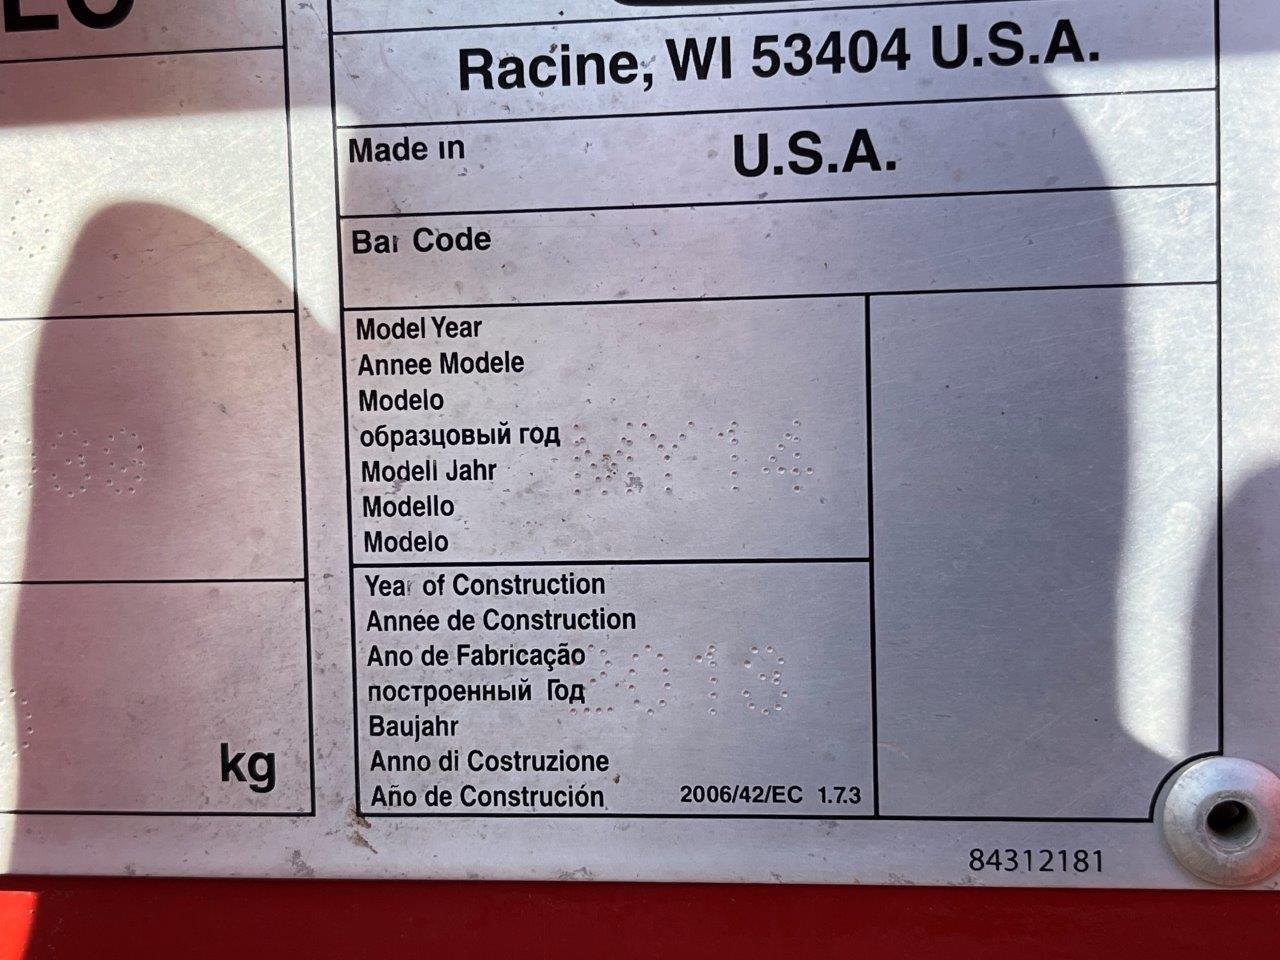 Racine, WI 53404 U.S.A.
Made in U.S.A.
Bar Code
Model Year
Annee Modele
Modelo
образцовый год
Modell Jahr
Modello
Modelo
MY14
Year of Construction
Année de Construction
Ano de Fabricação
построенный Год
Baujahr
Anno di Costruzione
Año de Construción
2013
2006/42/EC 1.7.3
kg
84312181